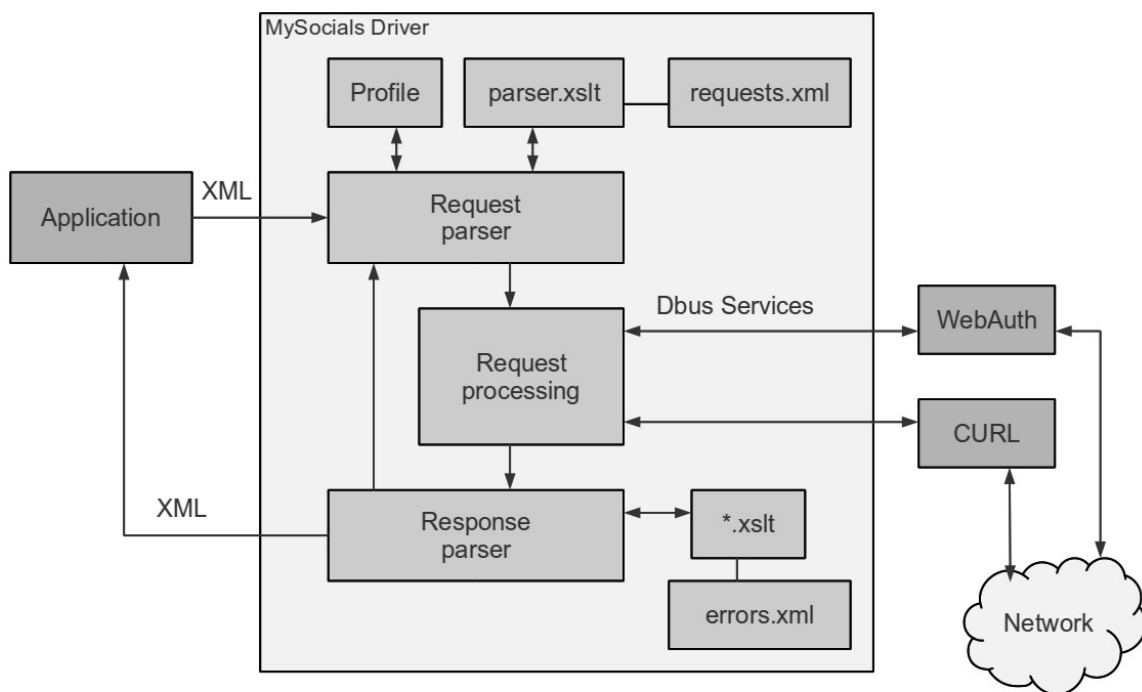 MySocials Driver
Profile
parser.xslt
requests.xml
XML
Application
Request
parser
Dbus Services
WebAuth
Request
processing
CURL
XML
Response
parser
*.xslt
errors.xml
Network